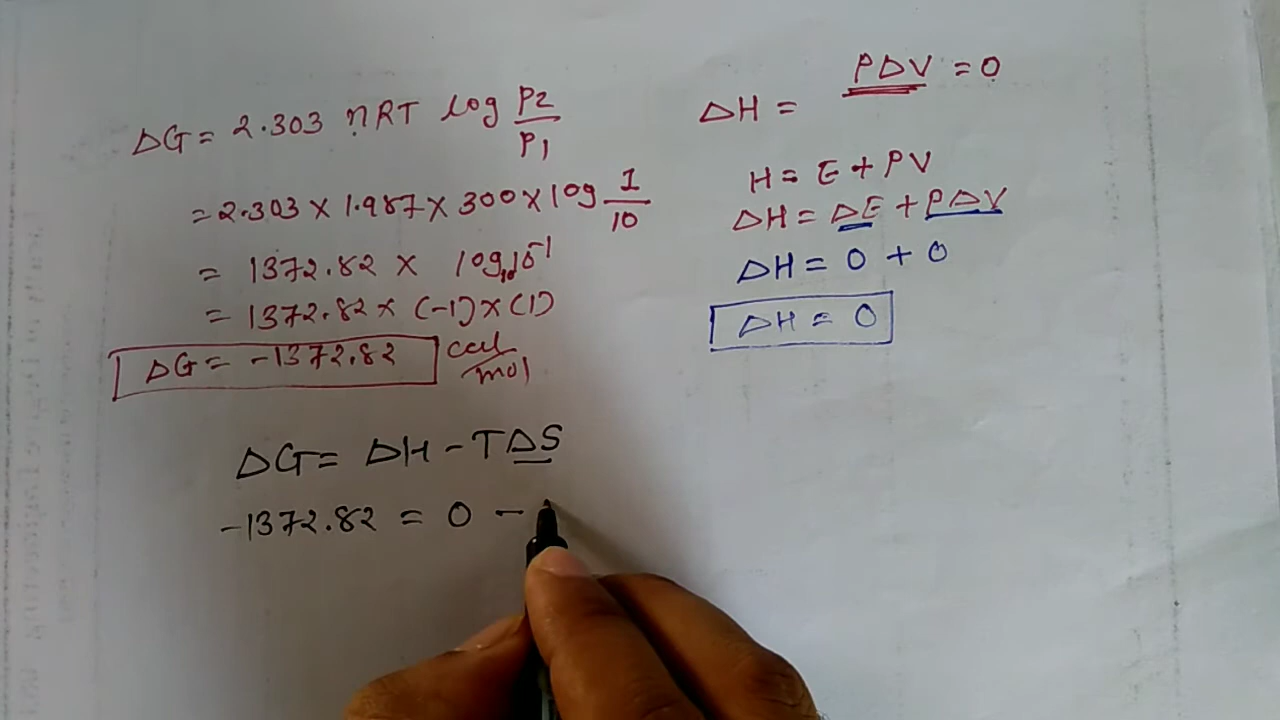 ΔG = 2.303 nRT log P2/P1
= 2.303 × 1.987 × 300 × log 1/10
= 1372.82 × log₁₀10⁻¹
= 1372.82 × (-1) × (1)
ΔG = -1372.82 cal/mol
ΔG = ΔH - TΔS
-1372.82 = 0 -
PΔV = 0
ΔH =
H = E + PV
ΔH = ΔE + PΔV
ΔH = 0 + 0
ΔH = 0